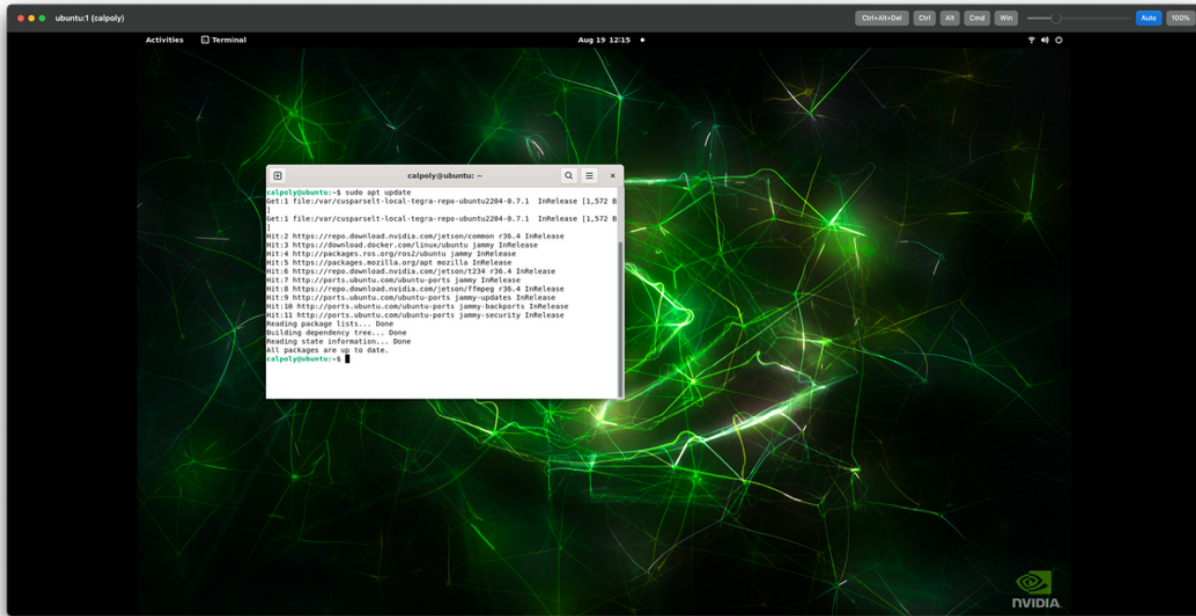 ubuntu:1 (calpoly)
Ctrl+Alt+Del Ctrl Alt Cmd Win Auto 100%
Activities Terminal Aug 19 12:15
calpoly@ubuntu: ~
calpoly@ubuntu:~$ sudo apt update
Get:1 file:/var/cusparselt-local-tegra-repo-ubuntu2204-0.7.1  InRelease [1,572 B
]
Get:1 file:/var/cusparselt-local-tegra-repo-ubuntu2204-0.7.1  InRelease [1,572 B
]
Hit:2 https://repo.download.nvidia.com/jetson/common r36.4 InRelease
Hit:3 https://download.docker.com/linux/ubuntu jammy InRelease
Hit:4 http://packages.ros.org/ros2/ubuntu jammy InRelease
Hit:5 https://packages.mozilla.org/apt mozilla InRelease
Hit:6 https://repo.download.nvidia.com/jetson/t234 r36.4 InRelease
Hit:7 http://ports.ubuntu.com/ubuntu-ports jammy InRelease
Hit:8 https://repo.download.nvidia.com/jetson/ffmpeg r36.4 InRelease
Hit:9 http://ports.ubuntu.com/ubuntu-ports jammy-updates InRelease
Hit:10 http://ports.ubuntu.com/ubuntu-ports jammy-backports InRelease
Hit:11 http://ports.ubuntu.com/ubuntu-ports jammy-security InRelease
Reading package lists... Done
Building dependency tree... Done
Reading state information... Done
All packages are up to date.
calpoly@ubuntu:~$
NVIDIA